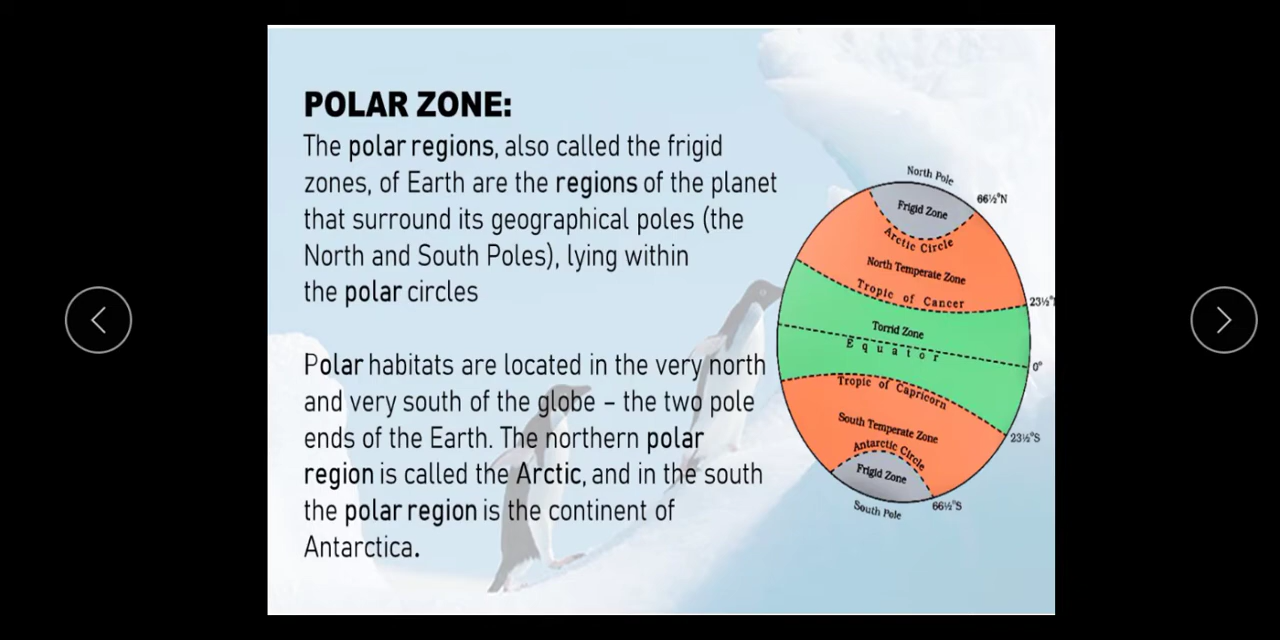 POLAR ZONE:
The polar regions, also called the frigid
zones, of Earth are the regions of the planet
that surround its geographical poles (the
North and South Poles), lying within
the polar circles
Polar habitats are located in the very north
and very south of the globe – the two pole
ends of the Earth. The northern polar
region is called the Arctic, and in the south
the polar region is the continent of
Antarctica.
North Pole
66½°N
Frigid Zone
Arctic Circle
North Temperate Zone
Tropic of Cancer
23½°
Torrid Zone
Equator
0°
Tropic of Capricorn
23½°S
South Temperate Zone
Antarctic Circle
Frigid Zone
66½°S
South Pole